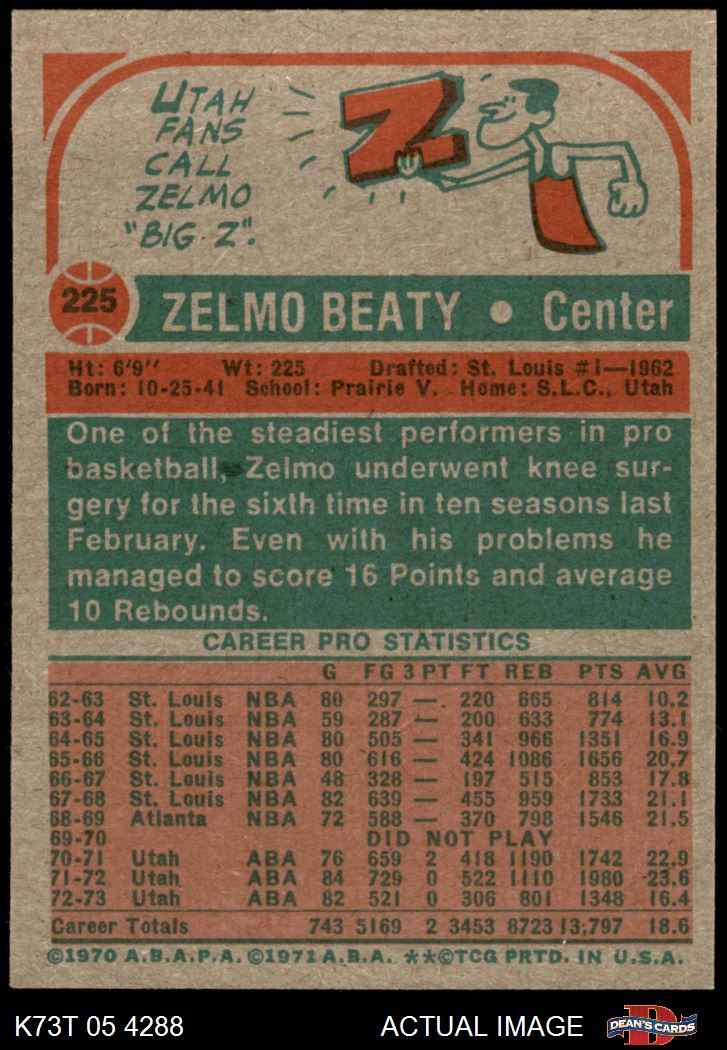 UTAH
FANS
CALL
ZELMO
"BIG Z".
Z
225
ZELMO BEATY • Center
Ht: 6'9" Wt: 225 Drafted: St. Louis #1—1962
Born: 10-25-41 School: Prairie V. Home: S.L.C., Utah
One of the steadiest performers in pro
basketball, Zelmo underwent knee sur-
gery for the sixth time in ten seasons last
February. Even with his problems he
managed to score 16 Points and average
10 Rebounds.
CAREER PRO STATISTICS
G FG 3 PT FT REB PTS AVG
62-63 St. Louis NBA 80 297 — 220 665 814 10.2
63-64 St. Louis NBA 59 287 — 200 633 774 13.1
64-65 St. Louis NBA 80 505 — 341 966 1351 16.9
65-66 St. Louis NBA 80 616 — 424 1086 1656 20.7
66-67 St. Louis NBA 48 328 — 197 515 853 17.8
67-68 St. Louis NBA 82 639 — 455 959 1733 21.1
68-69 Atlanta NBA 72 588 — 370 798 1546 21.5
69-70 DID NOT PLAY
70-71 Utah ABA 76 659 2 418 1190 1742 22.9
71-72 Utah ABA 84 729 0 522 1110 1980 23.6
72-73 Utah ABA 82 521 0 306 801 1348 16.4
Career Totals 743 5169 2 3453 8723 13,797 18.6
©1970 A.B.A.P.A. ©1971 A.B.A. **©TCG PRTD. IN U.S.A.
K73T 05 4288 ACTUAL IMAGE D DEAN'S CARDS